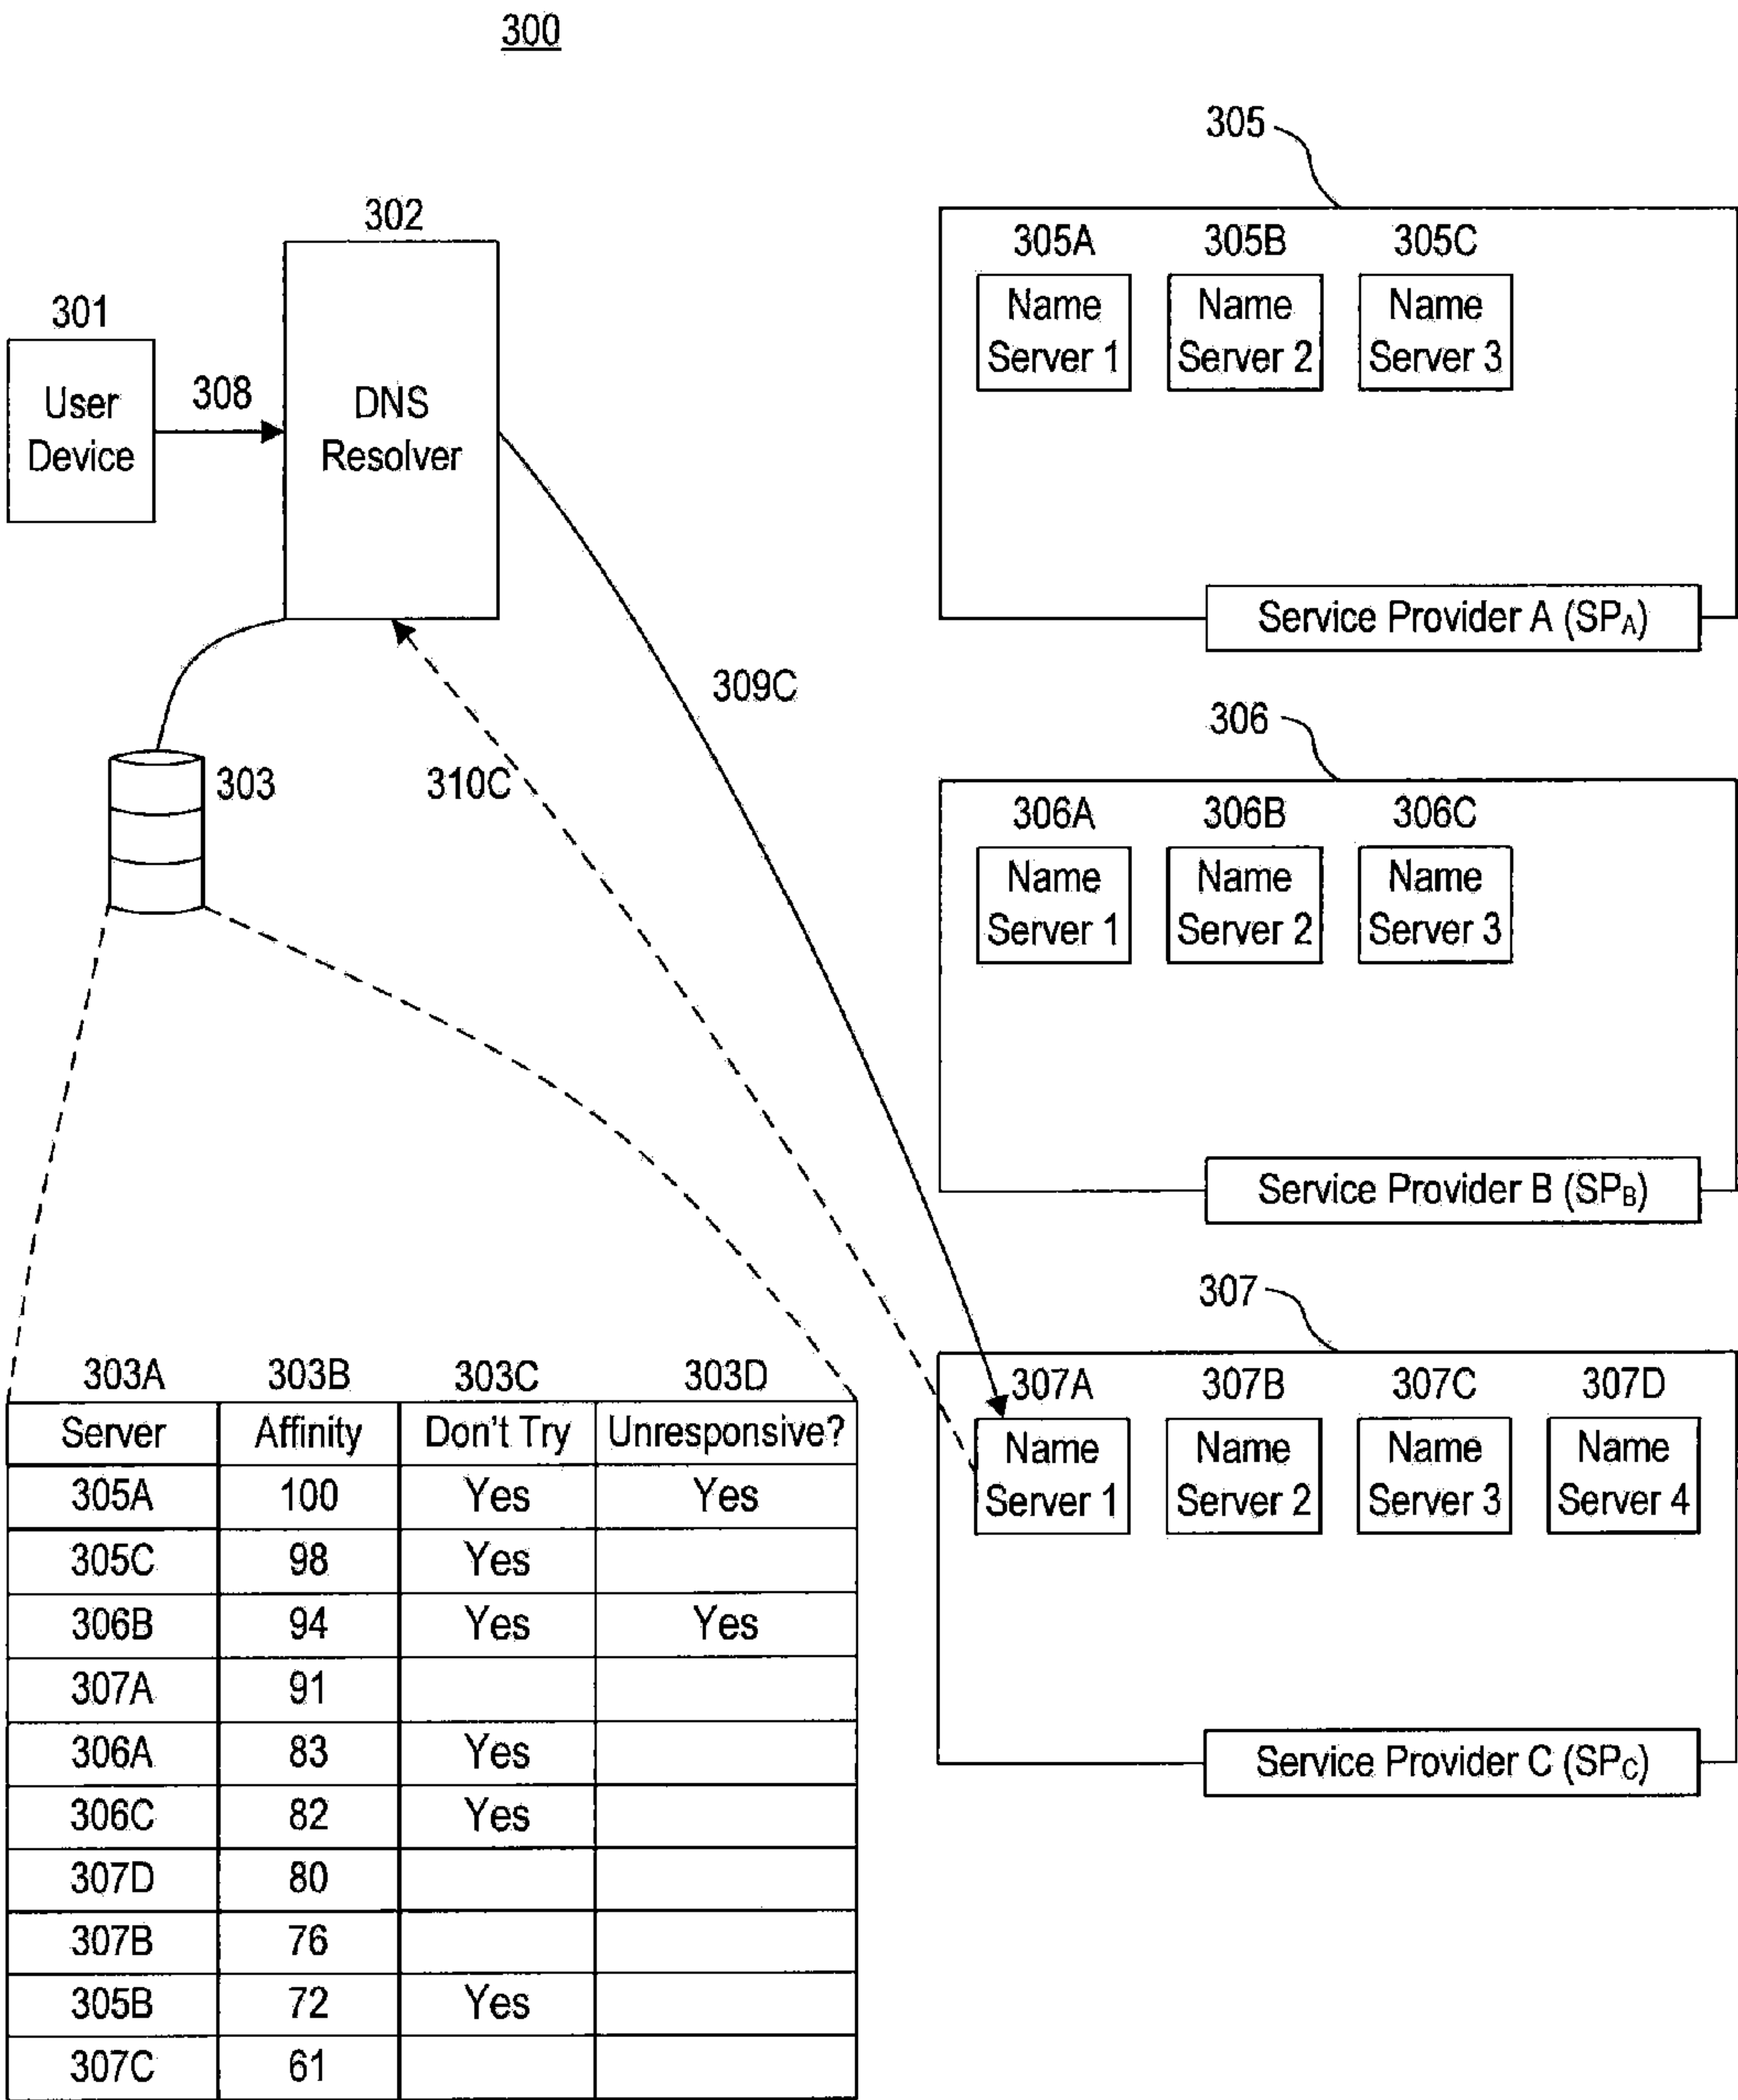 300
305
302
305A 305B 305C
Name Server 1
Name Server 2
Name Server 3
301
User Device
308
DNS Resolver
Service Provider A (SPA)
309C
306
303
310C
306A 306B 306C
Name Server 1
Name Server 2
Name Server 3
Service Provider B (SPB)
307
307A 307B 307C 307D
Name Server 1
Name Server 2
Name Server 3
Name Server 4
Service Provider C (SPC)
303A 303B 303C 303D
Server Affinity Don't Try Unresponsive?
305A 100 Yes Yes
305C 98 Yes
306B 94 Yes Yes
307A 91
306A 83 Yes
306C 82 Yes
307D 80
307B 76
305B 72 Yes
307C 61